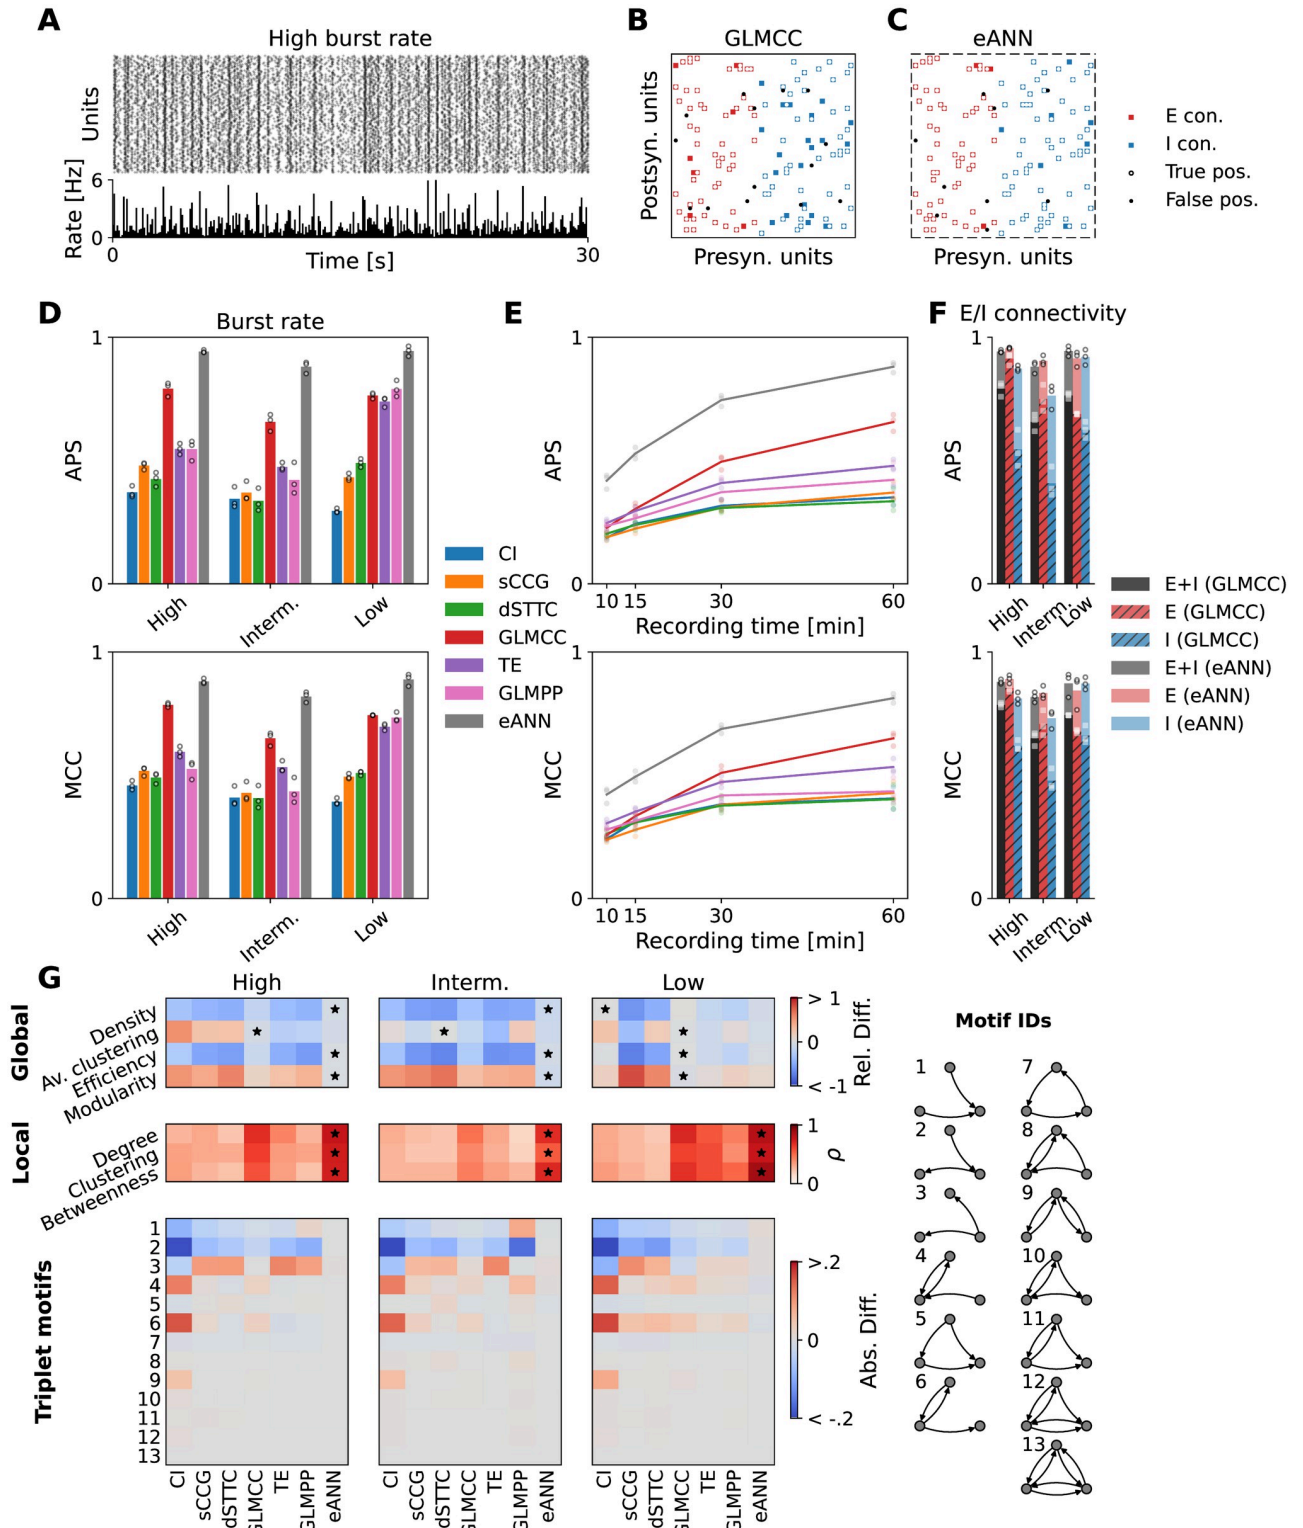 A
High burst rate
Units
Rate [Hz]
6
0
0
30
Time [s]
B
GLMCC
Postsyn. units
Presyn. units
C
eANN
Presyn. units
E con.
I con.
True pos.
False pos.
D
Burst rate
APS
1
0
High
Interm.
Low
MCC
1
0
High
Interm.
Low
CI
sCCG
dSTTC
GLMCC
TE
GLMPP
eANN
E
APS
1
0
10 15 30 60
Recording time [min]
MCC
1
0
10 15 30 60
Recording time [min]
F E/I connectivity
APS
1
0
High
Interm.
Low
MCC
1
0
High
Interm.
Low
E+I (GLMCC)
E (GLMCC)
I (GLMCC)
E+I (eANN)
E (eANN)
I (eANN)
G
High
Interm.
Low
Global
Density
Av. clustering
Efficiency
Modularity
> 1
0
< -1
Rel. Diff.
Local
Degree
Clustering
Betweenness
1
0
ρ
Triplet motifs
1
2
3
4
5
6
7
8
9
10
11
12
13
>.2
0
< -.2
Abs. Diff.
CI sCCG dSTTC GLMCC TE GLMPP eANN
CI sCCG dSTTC GLMCC TE GLMPP eANN
CI sCCG dSTTC GLMCC TE GLMPP eANN
Motif IDs
1
2
3
4
5
6
7
8
9
10
11
12
13